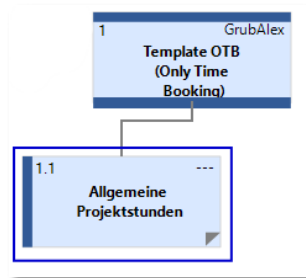 1 GrubAlex
Template OTB
(Only Time
Booking)
1.1 ---
Allgemeine
Projektstunden